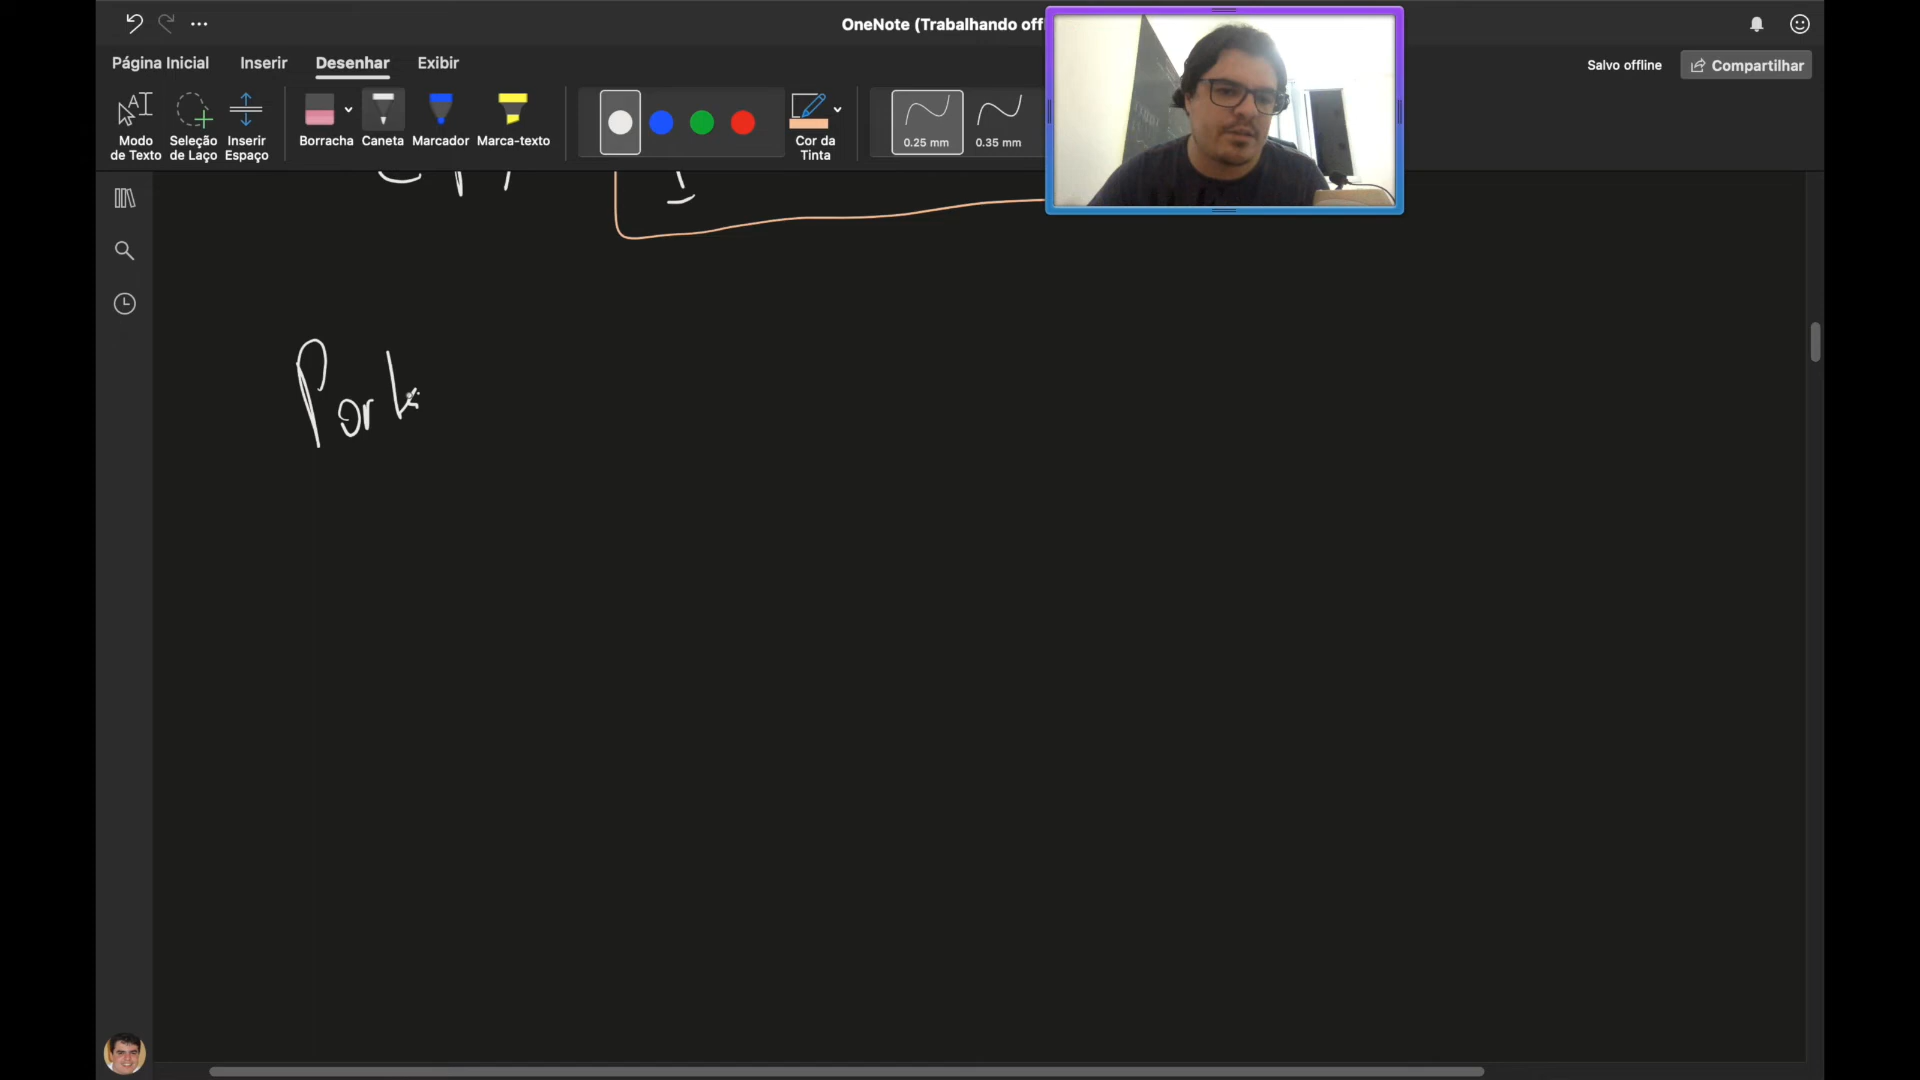 OneNote (Trabalhando off
Página Inicial Inserir Desenhar Exibir
Salvo offline Compartilhar
Modo de Texto
Seleção de Laço
Inserir Espaço
Borracha Caneta Marcador Marca-texto
Cor da Tinta
0.25 mm 0.35 mm
Por